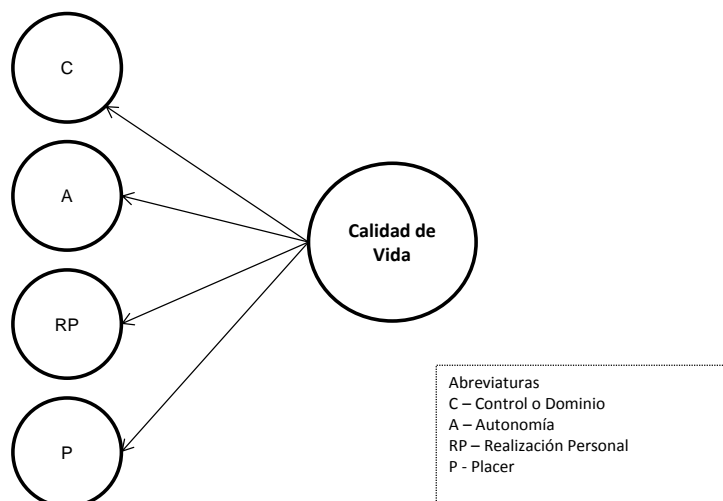 C
A
RP
P
Calidad de
Vida
Abreviaturas
C – Control o Dominio
A – Autonomía
RP – Realización Personal
P - Placer